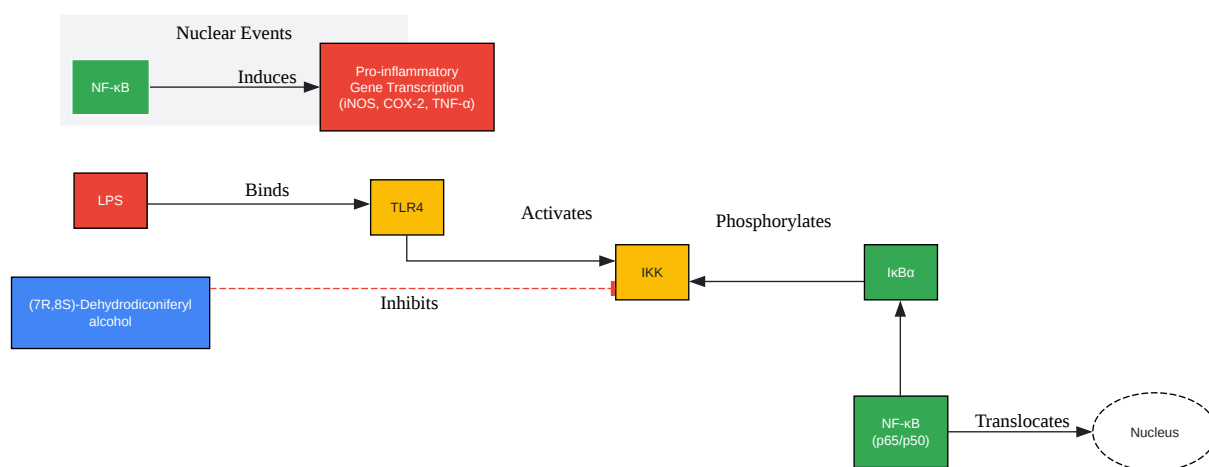 Nuclear Events
NF-κB
Induces
Pro-inflammatory
Gene Transcription
(iNOS, COX-2, TNF-α)
LPS
Binds
TLR4
Activates
Phosphorylates
IKK
IκBα
(7R,8S)-Dehydrodiconiferyl
alcohol
Inhibits
NF-κB
(p65/p50)
Translocates
Nucleus